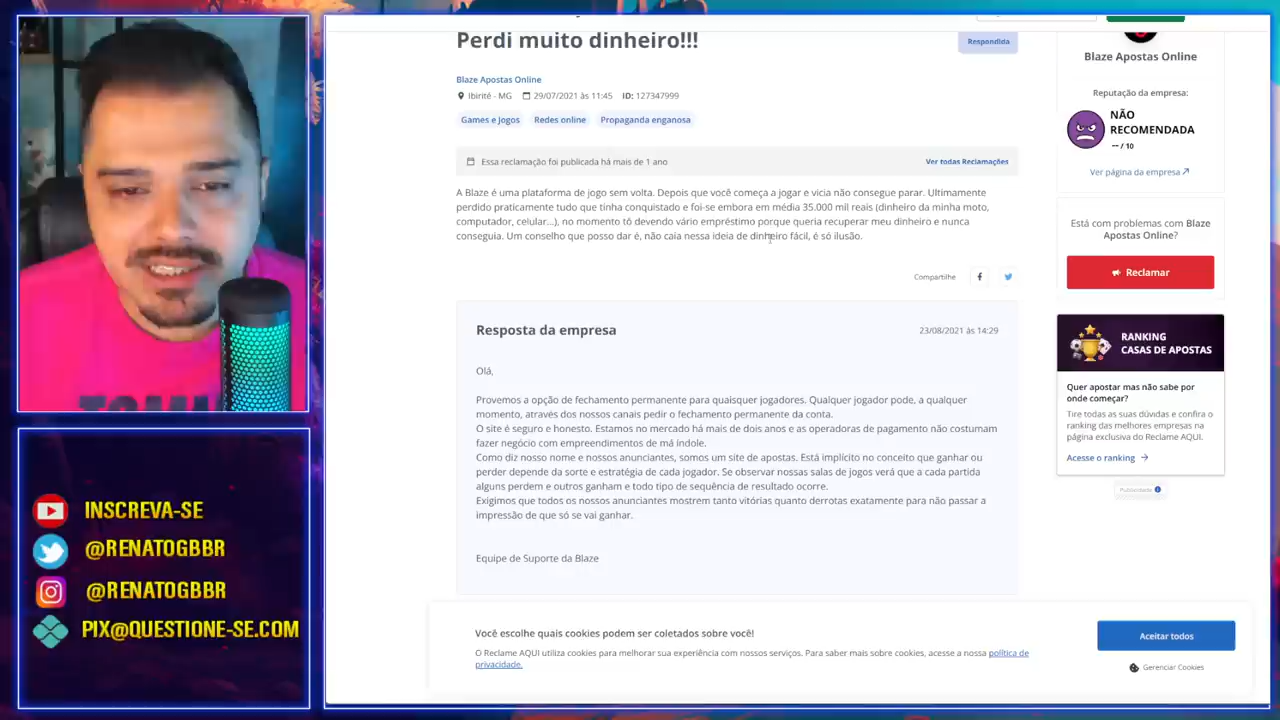 Perdi muito dinheiro!!!
Respondida
Blaze Apostas Online
Ibirité - MG 29/07/2021 às 11:45 ID: 127347999
Games e Jogos Redes online Propaganda enganosa
Essa reclamação foi publicada há mais de 1 ano Ver todas Reclamações
A Blaze é uma plataforma de jogo sem volta. Depois que você começa a jogar e vicia não consegue parar. Ultimamente
perdido praticamente tudo que tinha conquistado e foi-se embora em média 35.000 mil reais (dinheiro da minha moto,
computador, celular...), no momento tô devendo vário empréstimo porque queria recuperar meu dinheiro e nunca
conseguia. Um conselho que posso dar é, não caia nessa ideia de dinheiro fácil, é só ilusão.
Compartilhe
Resposta da empresa 23/08/2021 às 14:29
Olá,
Provemos a opção de fechamento permanente para quaisquer jogadores. Qualquer jogador pode, a qualquer
momento, através dos nossos canais pedir o fechamento permanente da conta.
O site é seguro e honesto. Estamos no mercado há mais de dois anos e as operadoras de pagamento não costumam
fazer negócio com empreendimentos de má índole.
Como diz nosso nome e nossos anunciantes, somos um site de apostas. Está implícito no conceito que ganhar ou
perder depende da sorte e estratégia de cada jogador. Se observar nossas salas de jogos verá que a cada partida
alguns perdem e outros ganham e todo tipo de sequência de resultado ocorre.
Exigimos que todos os nossos anunciantes mostrem tanto vitórias quanto derrotas exatamente para não passar a
impressão de que só se vai ganhar.
Equipe de Suporte da Blaze
Blaze Apostas Online
Reputação da empresa:
NÃO
RECOMENDADA
-- / 10
Ver página da empresa
Está com problemas com Blaze
Apostas Online?
Reclamar
RANKING
CASAS DE APOSTAS
Quer apostar mas não sabe por
onde começar?
Tire todas as suas dúvidas e confira o
ranking das melhores empresas na
página exclusiva do Reclame AQUI.
Acesse o ranking
Publicidade
Você escolhe quais cookies podem ser coletados sobre você!
O Reclame AQUI utiliza cookies para melhorar sua experiência com nossos serviços. Para saber mais sobre cookies, acesse a nossa política de
privacidade.
Aceitar todos
Gerenciar Cookies
INSCREVA-SE
@RENATOGBBR
@RENATOGBBR
PIX@QUESTIONE-SE.COM